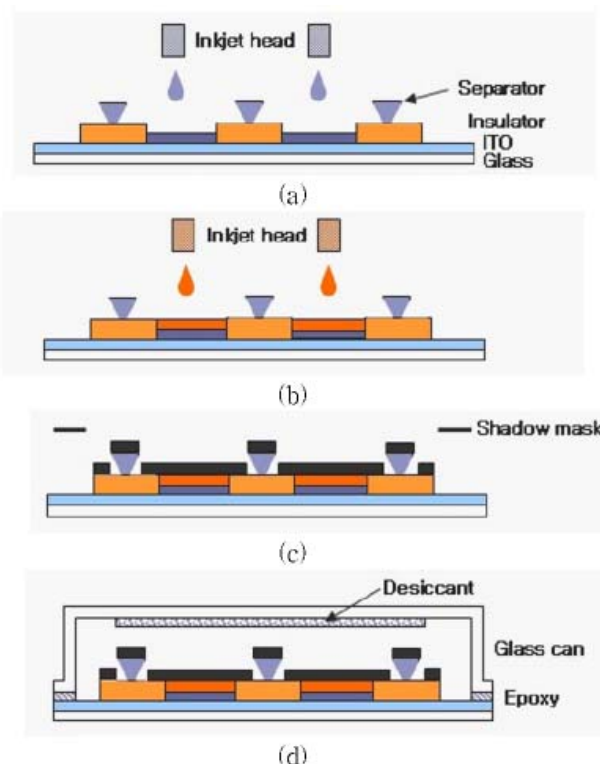 Inkjet head
Separator
Insulator
ITO
Glass
(a)
Inkjet head
(b)
Shadow mask
(c)
Desiccant
Glass can
Epoxy
(d)